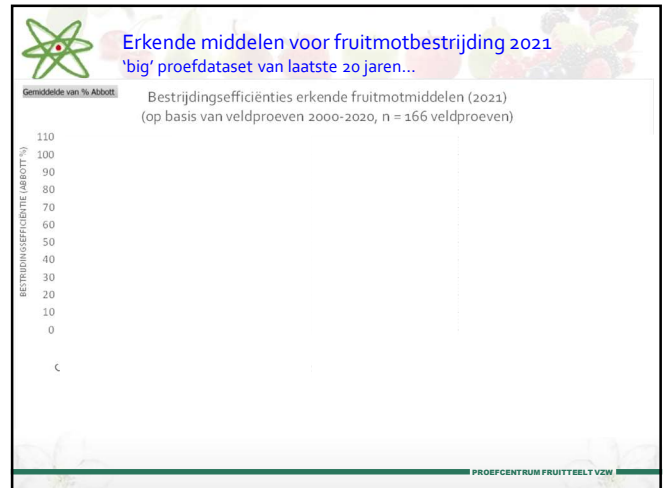 Erkende middelen voor fruitmotbestrijding 2021
‘big’ proefdataset van laatste 20 jaren...
Gemiddelde van % Abbott
Bestrijdingsefficiënties erkende fruitmotmiddelen (2021)
(op basis van veldproeven 2000-2020, n = 166 veldproeven)
BESTRIJDINGSEFFICIËNTIE (ABBOTT %)
110
100
90
80
70
60
50
40
30
20
10
0
PROEFCENTRUM FRUITTEELT VZW